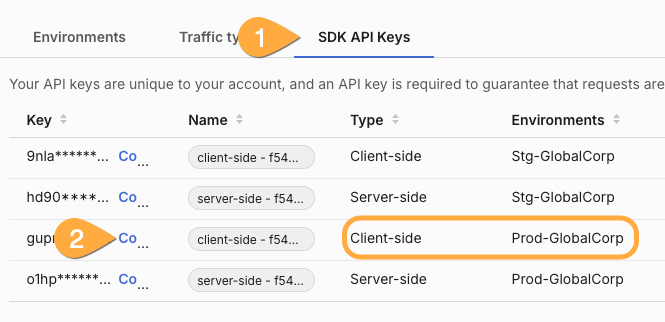 Environments Traffic ty 1 SDK API Keys
Your API keys are unique to your account, and an API key is required to guarantee that requests are
Key Name Type Environments
9nla******... Co... client-side - f54... Client-side Stg-GlobalCorp
hd90****... Co... server-side - f54... Server-side Stg-GlobalCorp
gupr 2 Co... client-side - f54... Client-side Prod-GlobalCorp
o1hp******... Co... server-side - f54... Server-side Prod-GlobalCorp